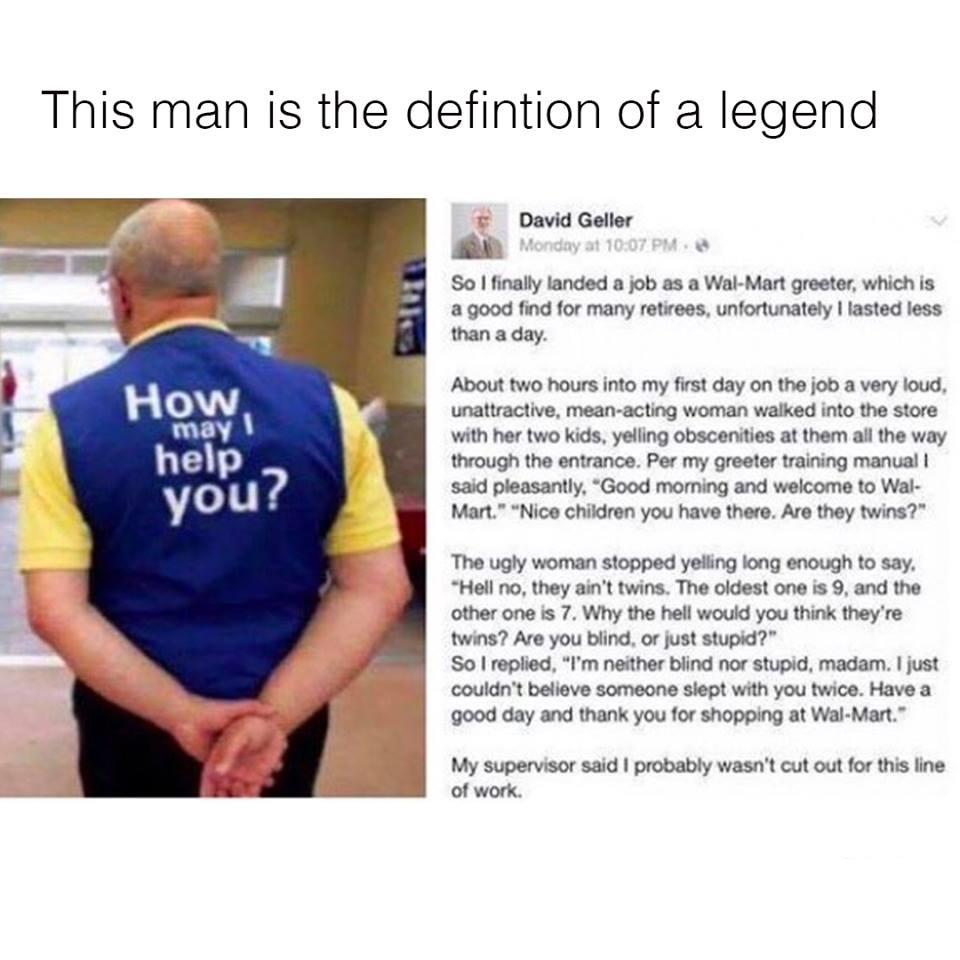 This man is the defintion of a legend
How
may I
help
you?
David Geller
Monday at 10:07 PM ·
So I finally landed a job as a Wal-Mart greeter, which is
a good find for many retirees, unfortunately I lasted less
than a day.
About two hours into my first day on the job a very loud,
unattractive, mean-acting woman walked into the store
with her two kids, yelling obscenities at them all the way
through the entrance. Per my greeter training manual I
said pleasantly, "Good morning and welcome to Wal-
Mart." "Nice children you have there. Are they twins?"
The ugly woman stopped yelling long enough to say,
"Hell no, they ain't twins. The oldest one is 9, and the
other one is 7. Why the hell would you think they're
twins? Are you blind, or just stupid?"
So I replied, "I'm neither blind nor stupid, madam. I just
couldn't believe someone slept with you twice. Have a
good day and thank you for shopping at Wal-Mart."
My supervisor said I probably wasn't cut out for this line
of work.